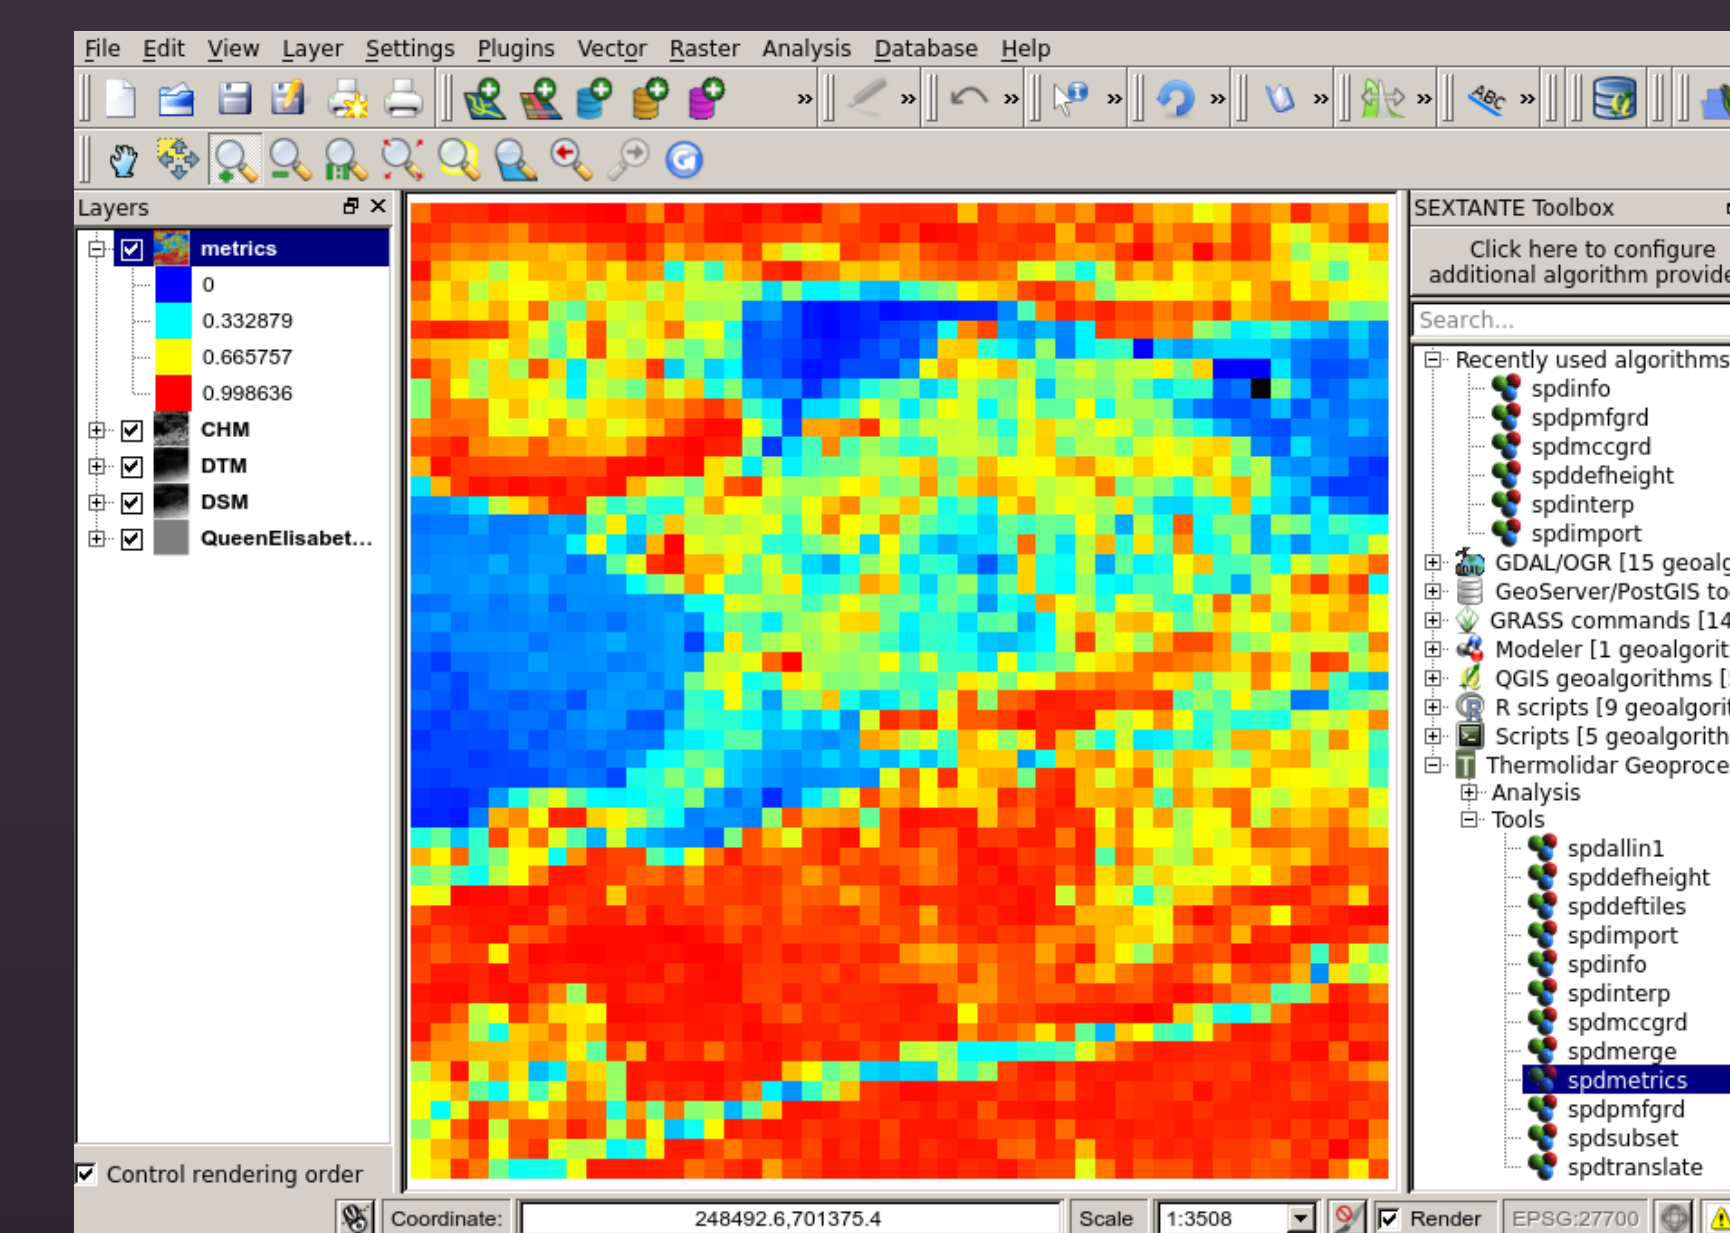 File Edit View Layer Settings Plugins Vector Raster Analysis Database Help
ABC
Layers
metrics
0
0.332879
0.665757
0.998636
CHM
DTM
DSM
QueenElisabet...
Control rendering order
SEXTANTE Toolbox
Click here to configure
additional algorithm provide
Search...
Recently used algorithms
spdinfo
spdpmfgrd
spdmccgrd
spddefheight
spdinterp
spdimport
GDAL/OGR [15 geoalg
GeoServer/PostGIS to
GRASS commands [14
Modeler [1 geoalgorit
QGIS geoalgorithms [
R scripts [9 geoalgorit
Scripts [5 geoalgorith
Thermolidar Geoproce
Analysis
Tools
spdallin1
spddefheight
spddeftiles
spdimport
spdinfo
spdinterp
spdmccgrd
spdmerge
spdmetrics
spdpmfgrd
spdsubset
spdtranslate
Coordinate: 248492.6,701375.4 Scale 1:3508 Render EPSG:27700